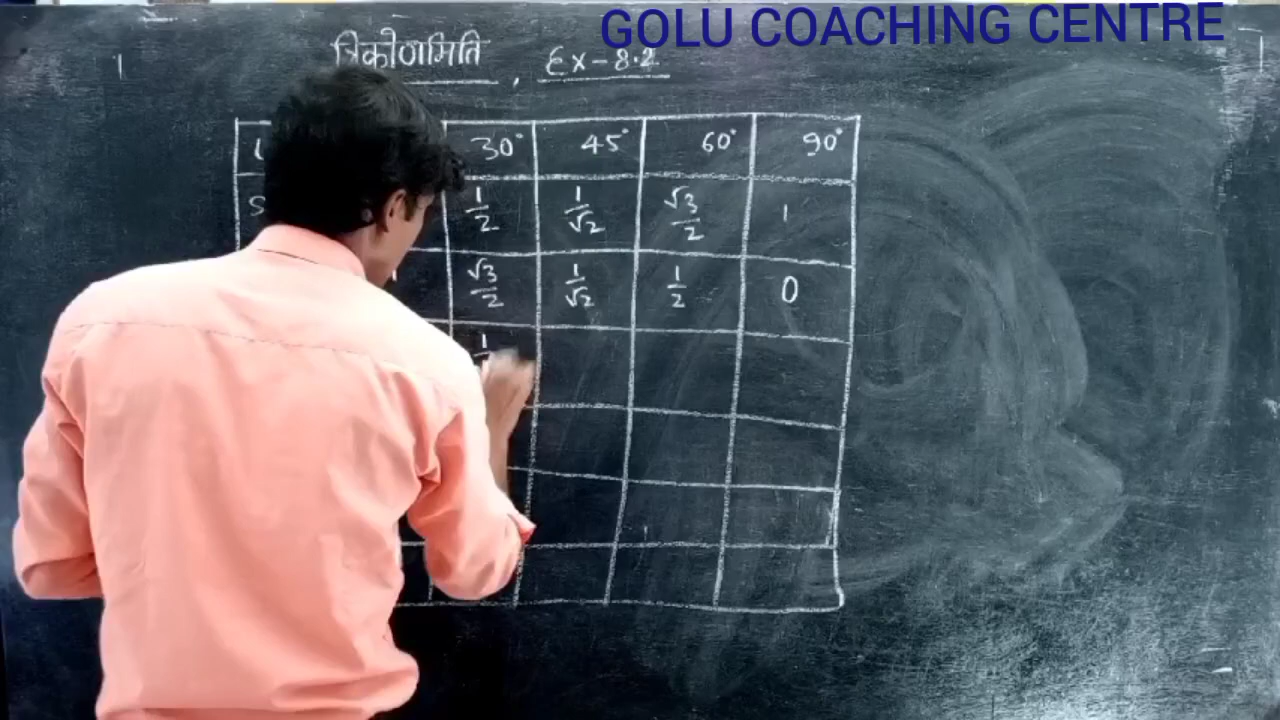 GOLU COACHING CENTRE
त्रिकोणमिति, Ex-8.2
30° 45° 60° 90°
1/2 1/√2 √3/2 1
√3/2 1/√2 1/2 0
1